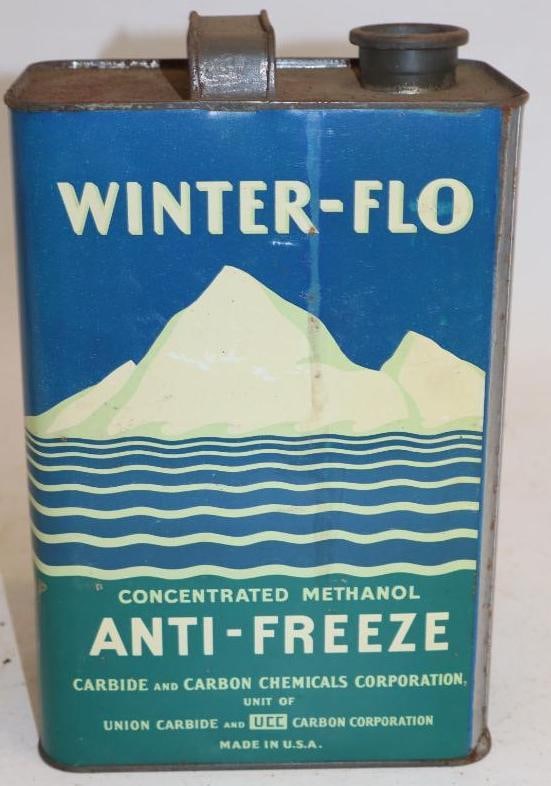 WINTER-FLO
CONCENTRATED METHANOL
ANTI-FREEZE
CARBIDE AND CARBON CHEMICALS CORPORATION,
UNIT OF
UNION CARBIDE AND UCC CARBON CORPORATION
MADE IN U.S.A.